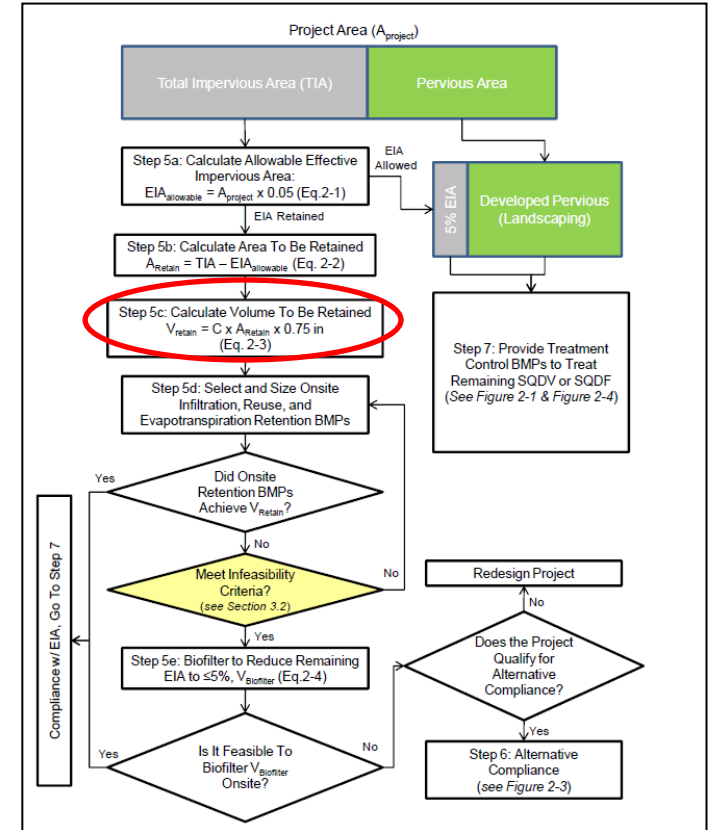 Project Area (Aproject)
Total Impervious Area (TIA)
Pervious Area
Step 5a: Calculate Allowable Effective
Impervious Area:
EIAallowable = Aproject x 0.05 (Eq.2-1)
EIA
Allowed
5% EIA
Developed Pervious
(Landscaping)
EIA Retained
Step 5b: Calculate Area To Be Retained
ARetain = TIA – EIAallowable (Eq. 2-2)
Step 5c: Calculate Volume To Be Retained
Vretain = C x ARetain x 0.75 in
(Eq. 2-3)
Step 7: Provide Treatment
Control BMPs to Treat
Remaining SQDV or SQDF
(See Figure 2-1 & Figure 2-4)
Step 5d: Select and Size Onsite
Infiltration, Reuse, and
Evapotranspiration Retention BMPs
Yes
Did Onsite
Retention BMPs
Achieve VRetain?
No
Meet Infeasibility
Criteria?
(see Section 3.2)
No
Yes
Compliance w/ EIA, Go To Step 7
Step 5e: Biofilter to Reduce Remaining
EIA to ≤5%, VBiofilter (Eq.2-4)
Yes
Is It Feasible To
Biofilter VBiofilter
Onsite?
No
Redesign Project
No
Does the Project
Qualify for
Alternative
Compliance?
Yes
Step 6: Alternative
Compliance
(see Figure 2-3)